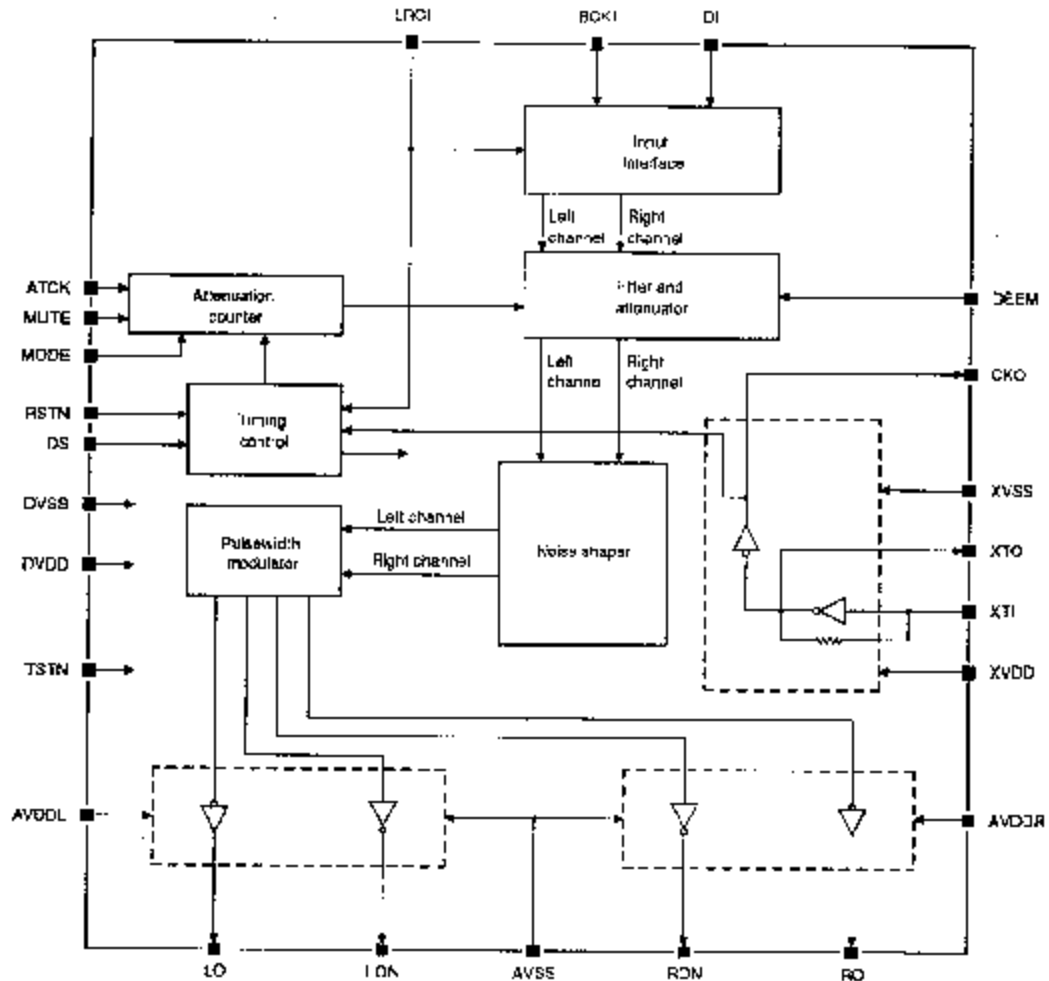 LRCI
BCKI
DI
Input
Interface
Left
channel
Right
channel
ATCK
MUTE
MODE
Attenuation
counter
Filter and
attenuator
DEEM
Left
channel
Right
channel
CKO
RSTN
DS
Timing
control
DVSS
DVDD
TSTN
Pulsewidth
modulator
Left channel
Right channel
Noise shaper
XVSS
XTO
XTI
XVDD
AVDDL
AVDDR
LO
LON
AVSS
RON
RO